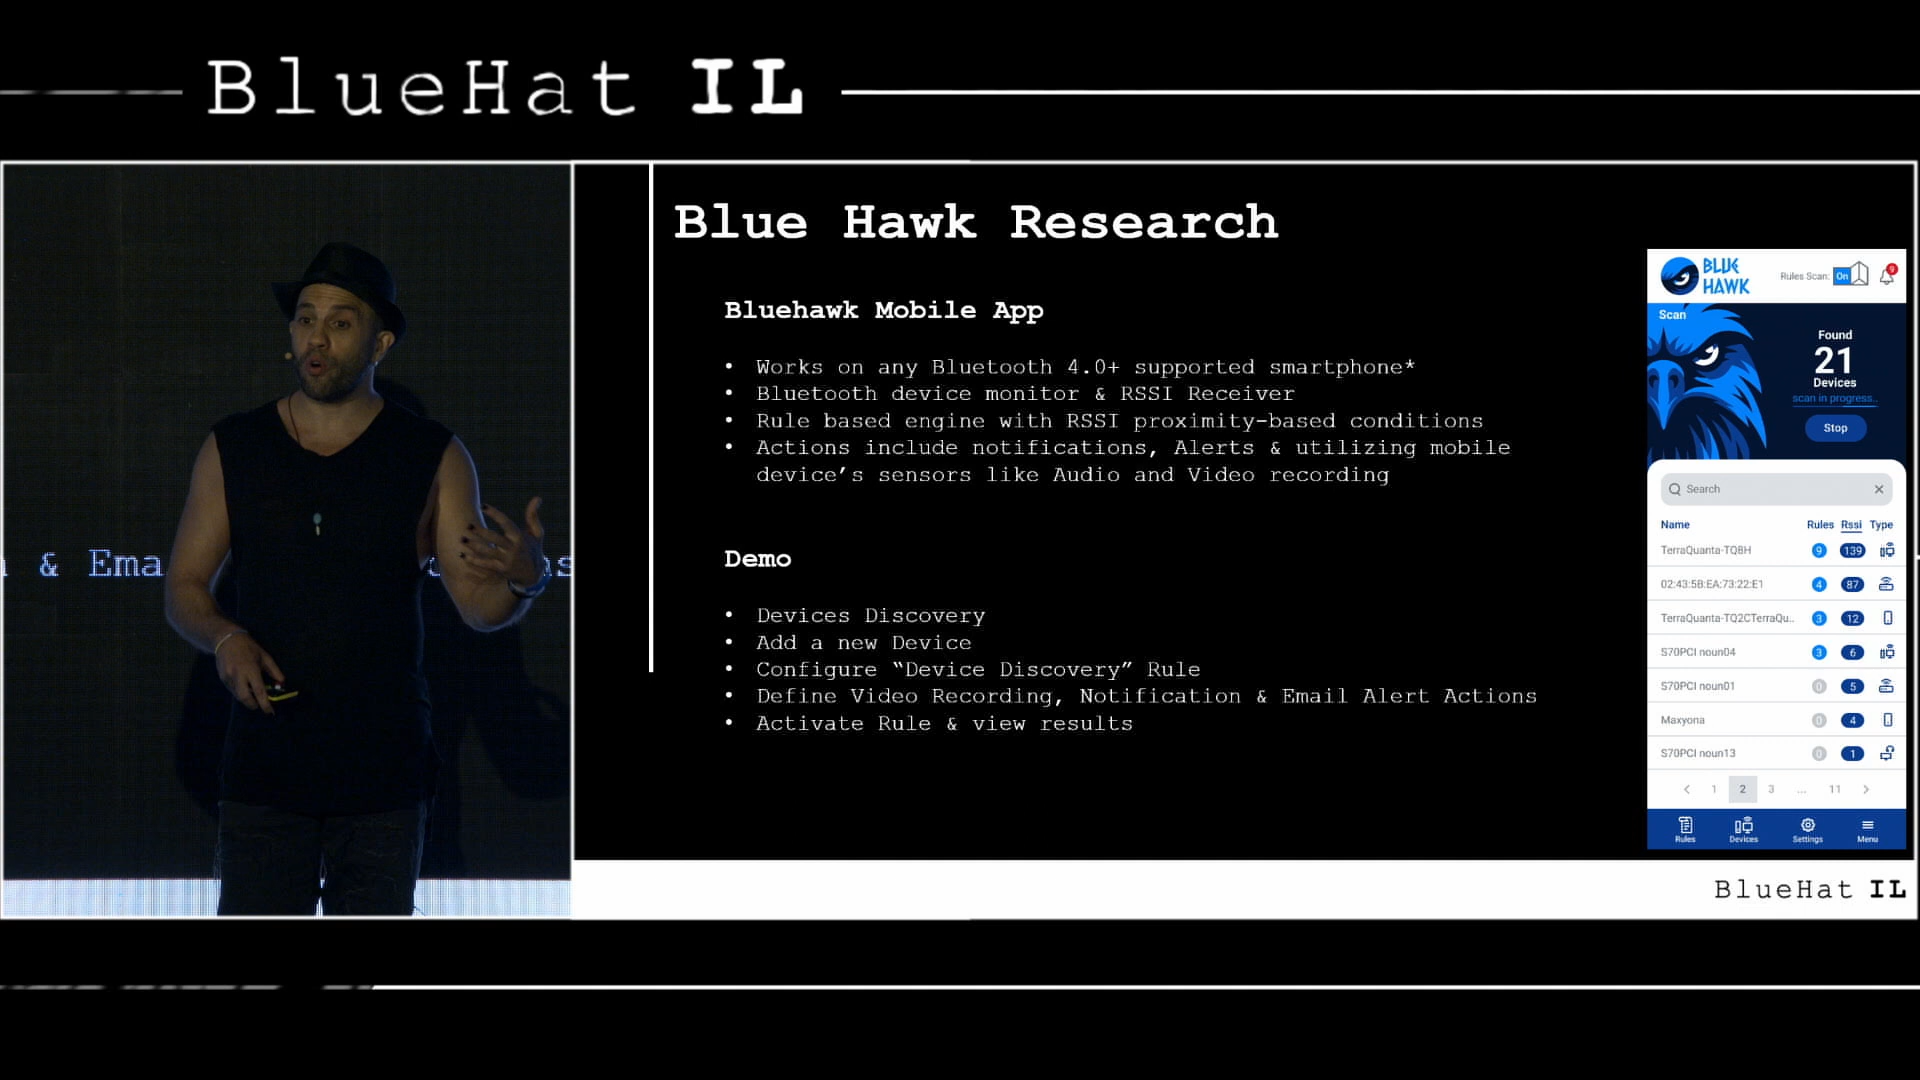 BlueHat IL
Blue Hawk Research
Bluehawk Mobile App
• Works on any Bluetooth 4.0+ supported smartphone*
• Bluetooth device monitor & RSSI Receiver
• Rule based engine with RSSI proximity-based conditions
• Actions include notifications, Alerts & utilizing mobile
device’s sensors like Audio and Video recording
Demo
• Devices Discovery
• Add a new Device
• Configure “Device Discovery” Rule
• Define Video Recording, Notification & Email Alert Actions
• Activate Rule & view results
BLUE
HAWK
Rules Scan: On
9
Scan
Found
21
Devices
scan in progress..
Stop
Search
Name Rules Rssi Type
TerraQuanta-TQ8H 9 139
02:43:5B:EA:73:22:E1 4 87
TerraQuanta-TQ2CTerraQu.. 3 12
S70PCI noun04 3 6
S70PCI noun01 0 5
Maxyona 0 4
S70PCI noun13 0 1
< 1 2 3 ... 11 >
Rules Devices Settings Menu
& Ema
BlueHat IL